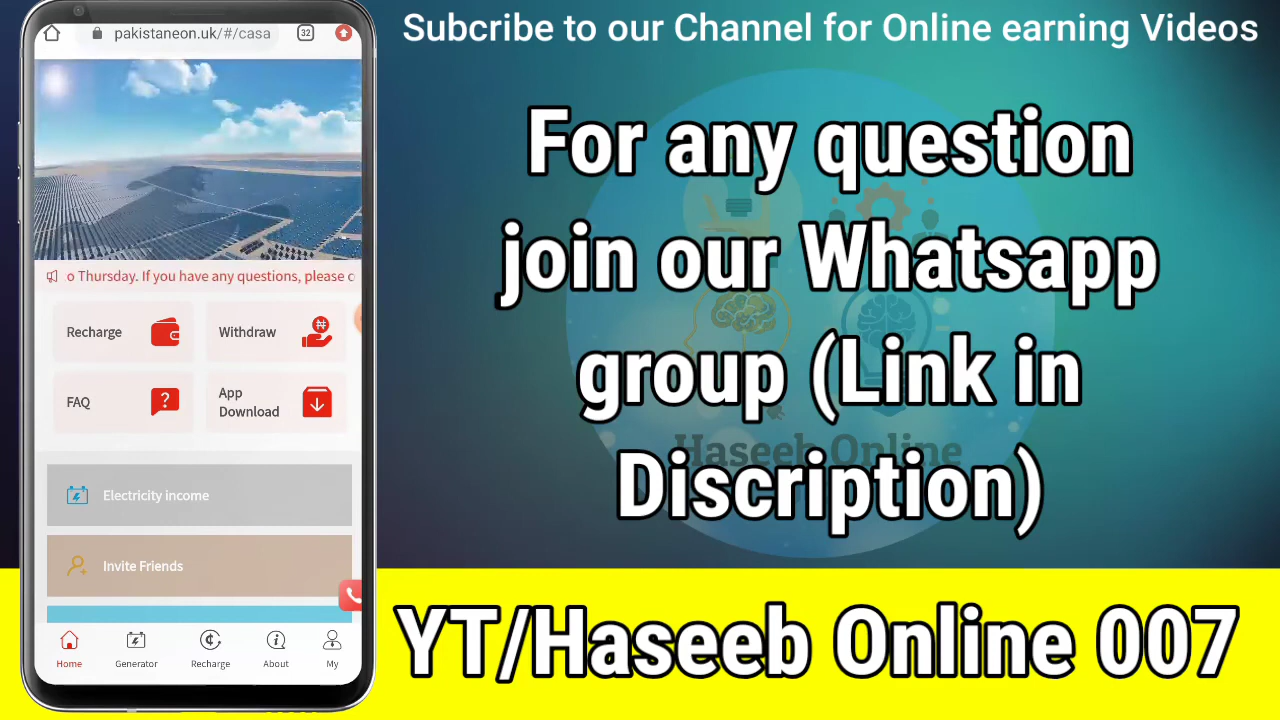 Subcribe to our Channel for Online earning Videos
pakistaneon.uk/#/casa
32
o Thursday. If you have any questions, please c
Recharge
Withdraw
FAQ
App
Download
Electricity income
Invite Friends
Home
Generator
Recharge
About
My
For any question
join our Whatsapp
group (Link in
Discription)
Haseeb Online
YT/Haseeb Online 007